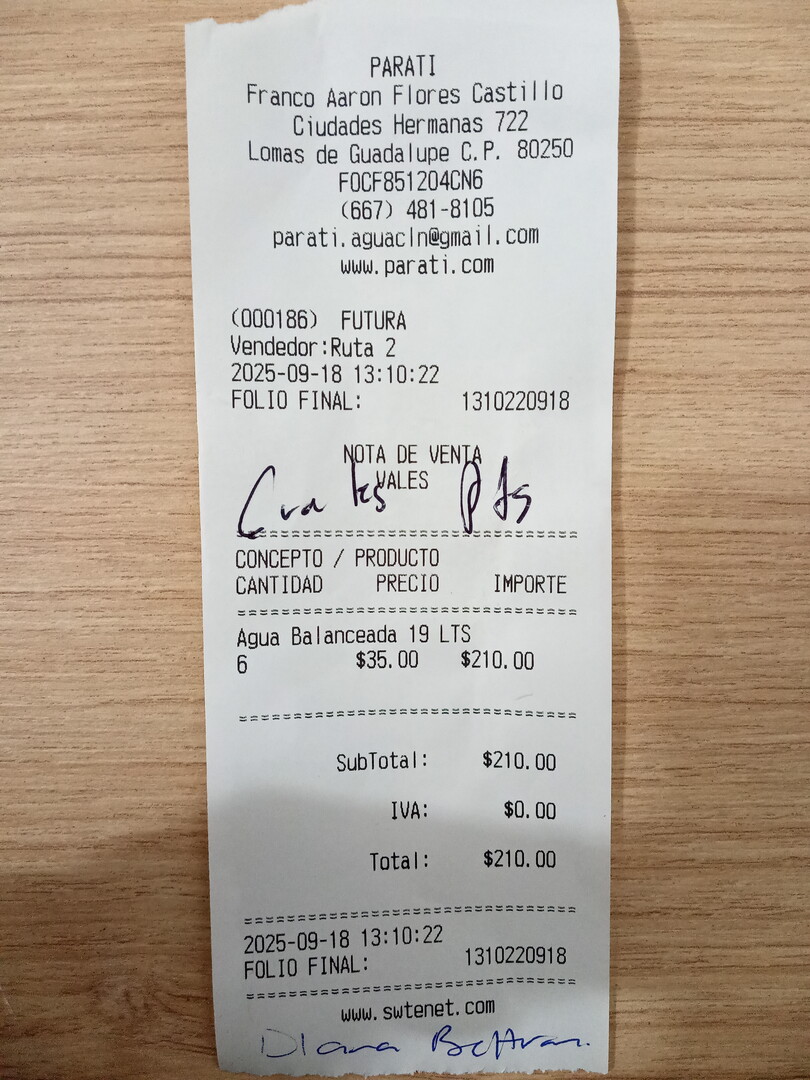 PARATI
Franco Aaron Flores Castillo
Ciudades Hermanas 722
Lomas de Guadalupe C.P. 80250
FOCF851204CN6
(667) 481-8105
parati.aguacln@gmail.com
www.parati.com
(000186) FUTURA
Vendedor:Ruta 2
2025-09-18 13:10:22
FOLIO FINAL: 1310220918
NOTA DE VENTA
VALES
CONCEPTO / PRODUCTO
CANTIDAD PRECIO IMPORTE
Agua Balanceada 19 LTS
6 $35.00 $210.00
SubTotal: $210.00
IVA: $0.00
Total: $210.00
2025-09-18 13:10:22
FOLIO FINAL: 1310220918
www.swtenet.com
Diana Beltran.